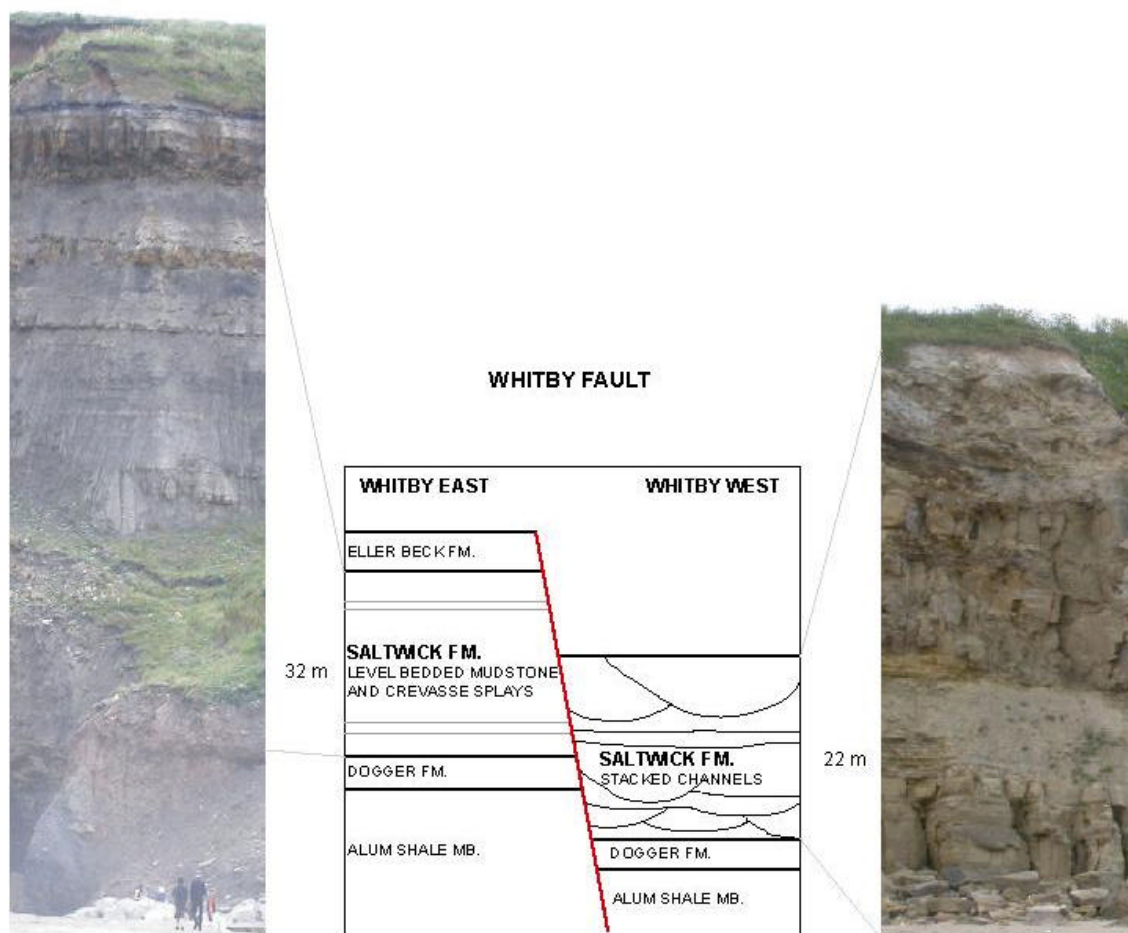 WHITBY FAULT
WHITBY EAST
WHITBY WEST
ELLER BECK FM.
SALTWICK FM.
LEVEL BEDDED MUDSTONE
AND CREVASSE SPLAYS
32 m
DOGGER FM.
ALUM SHALE MB.
SALTWICK FM.
STACKED CHANNELS
22 m
DOGGER FM.
ALUM SHALE MB.